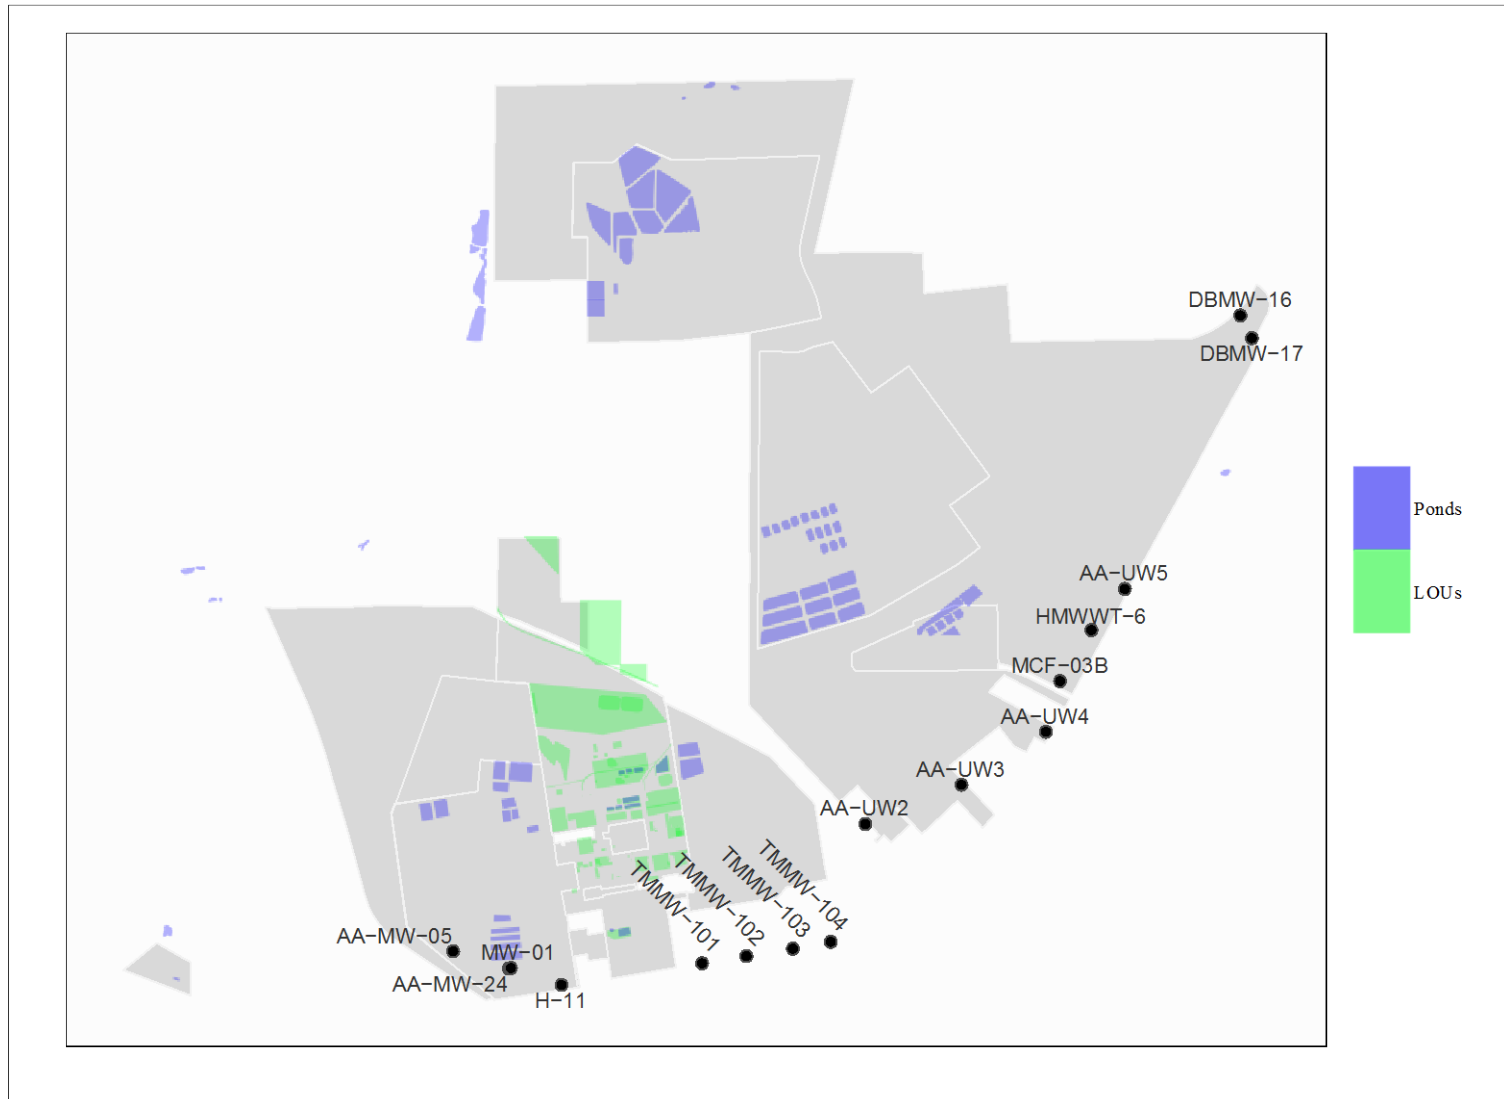 DBMW−16
DBMW−17
Ponds
LOUs
AA−UW5
HMWWT−6
MCF−03B
AA−UW4
AA−UW3
AA−UW2
TMMW−101
TMMW−102
TMMW−103
TMMW−104
AA−MW−05
MW−01
AA−MW−24
H−11